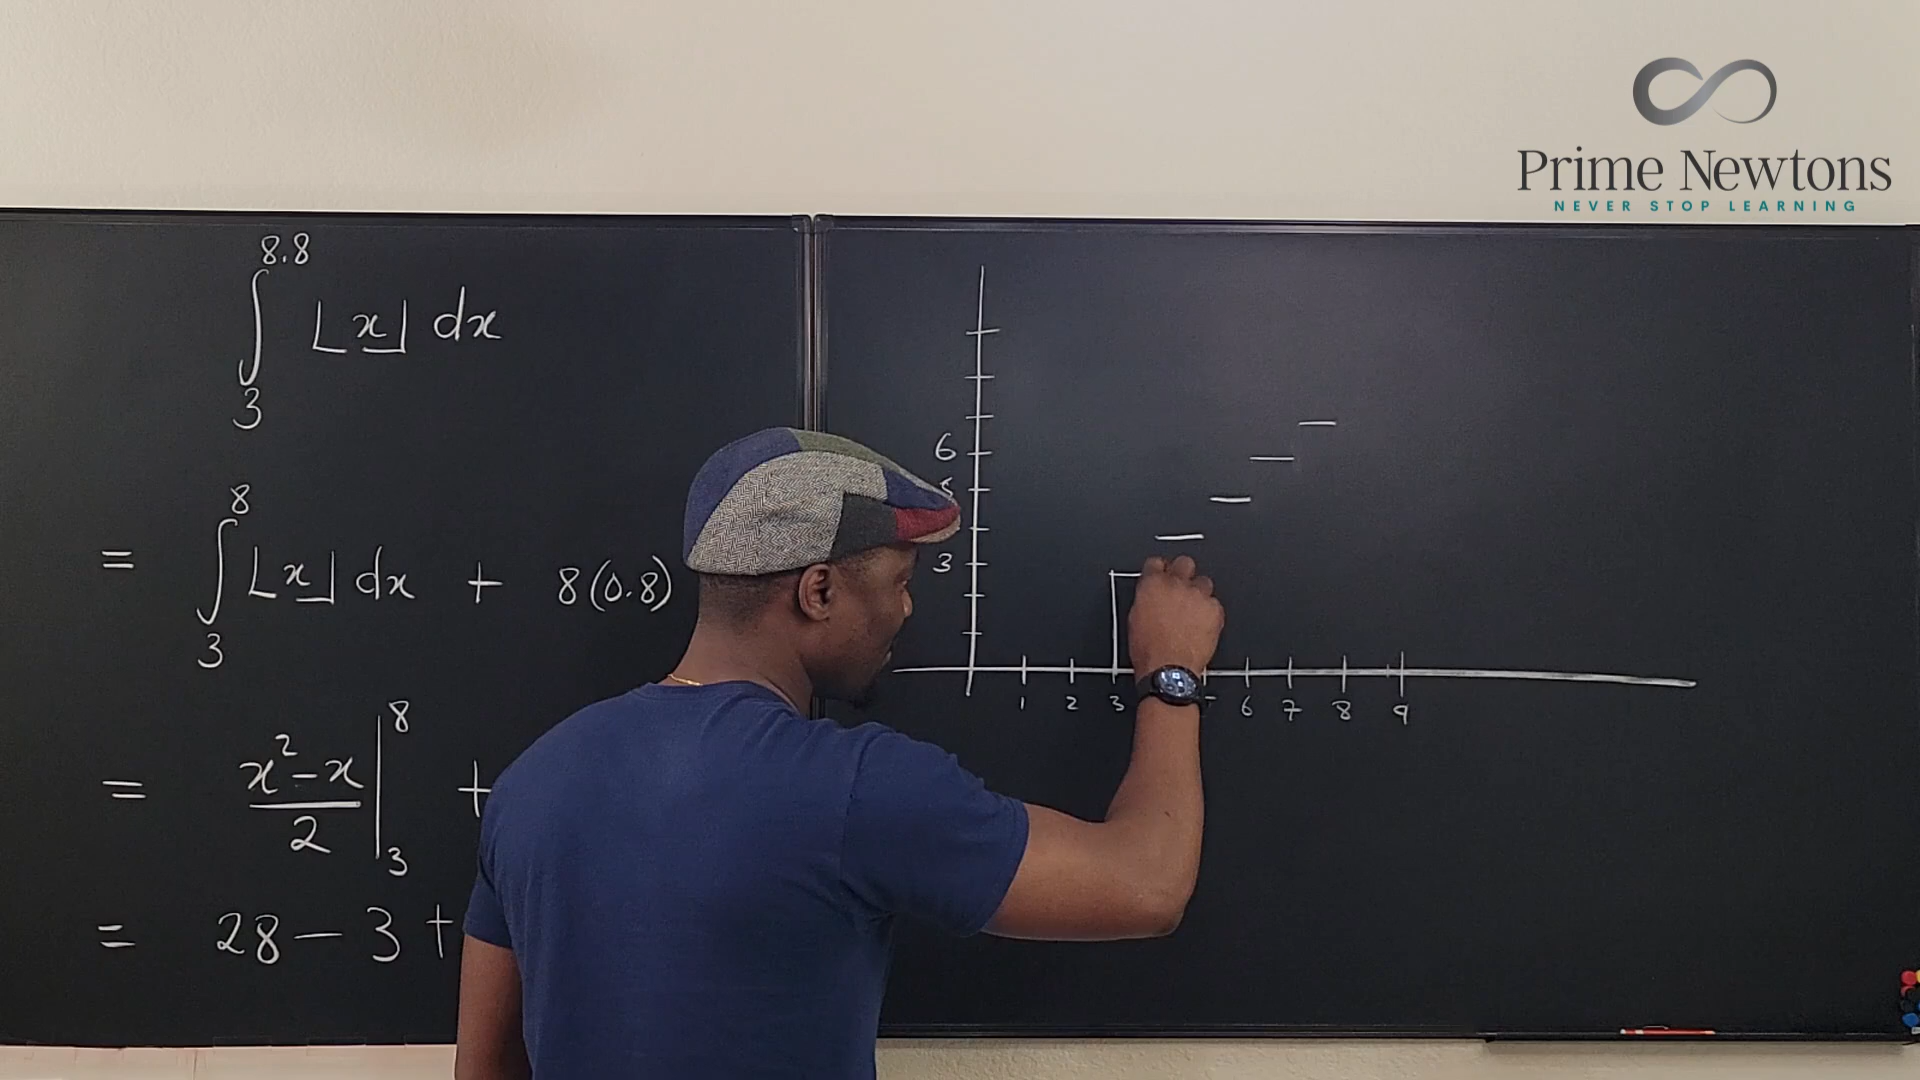 Prime Newtons
NEVER STOP LEARNING
8.8
∫ ⌊x⌋ dx
3
8
= ∫ ⌊x⌋ dx + 8(0.8)
3
= x² - x / 2 | 8 3 +
= 28 - 3 +
6
3
1 2 3 6 7 8 9